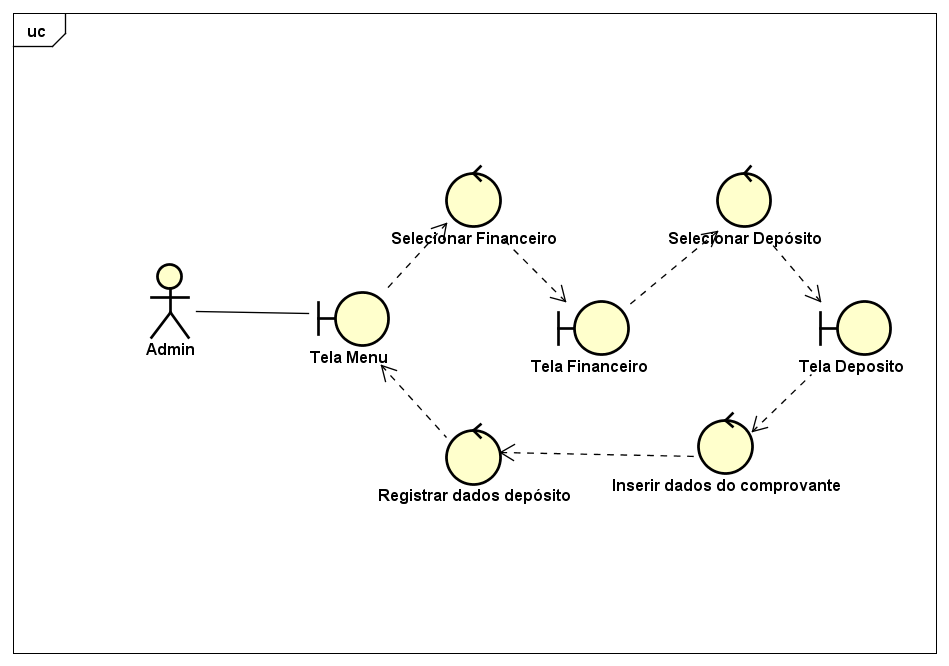 uc
Selecionar Financeiro
Selecionar Depósito
Admin
Tela Menu
Tela Financeiro
Tela Deposito
Registrar dados depósito
Inserir dados do comprovante